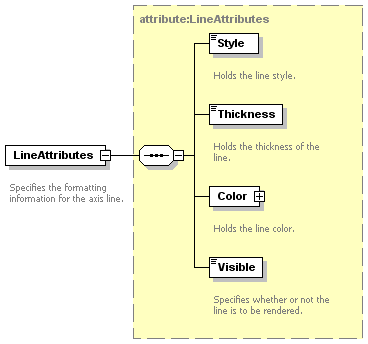 attribute:LineAttributes
Style
Holds the line style.
Thickness
Holds the thickness of the
line.
LineAttributes
Specifies the formatting
information for the axis line.
Color
Holds the line color.
Visible
Specifies whether or not the
line is to be rendered.